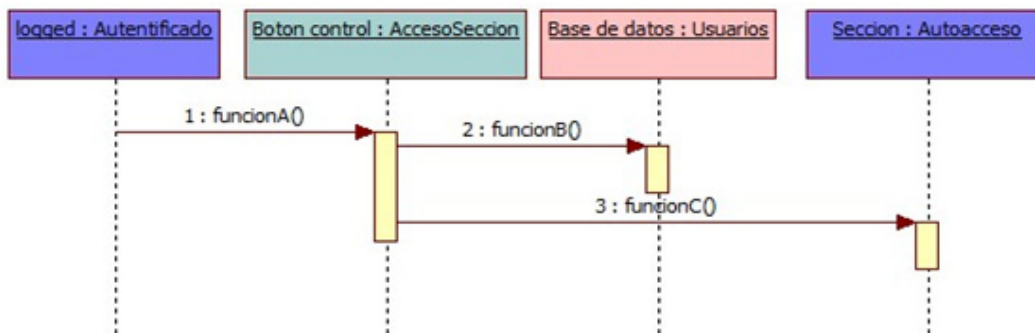 logged : Autentificado
Boton control : AccesoSeccion
Base de datos : Usuarios
Seccion : Autoacceso
1 : funcionA()
2 : funcionB()
3 : funcionC()